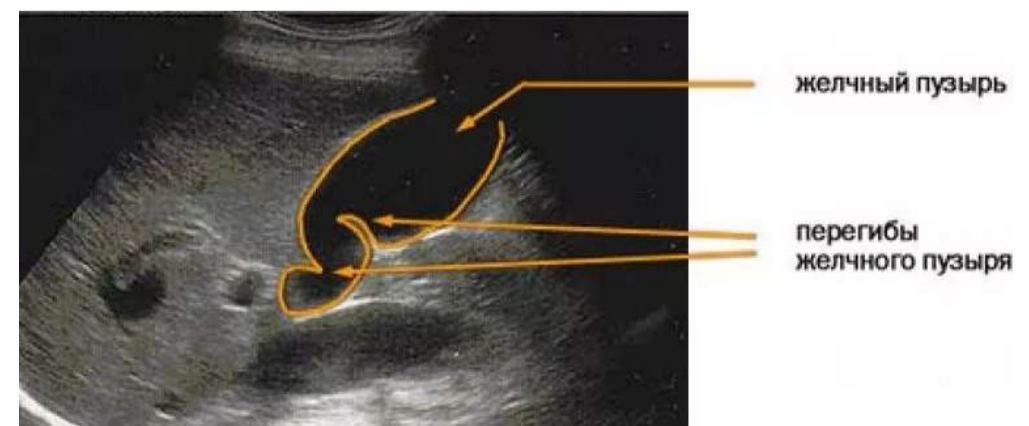 желчный пузырь
перегибы
желчного пузыря